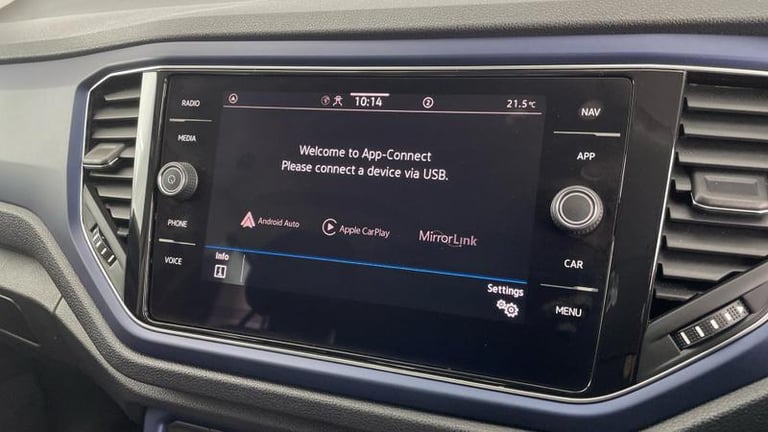 RADIO
MEDIA
PHONE
VOICE
10:14
2
21.5°C
Welcome to App-Connect
Please connect a device via USB.
Android Auto
Apple CarPlay
MirrorLink
Info
Settings
NAV
APP
CAR
MENU